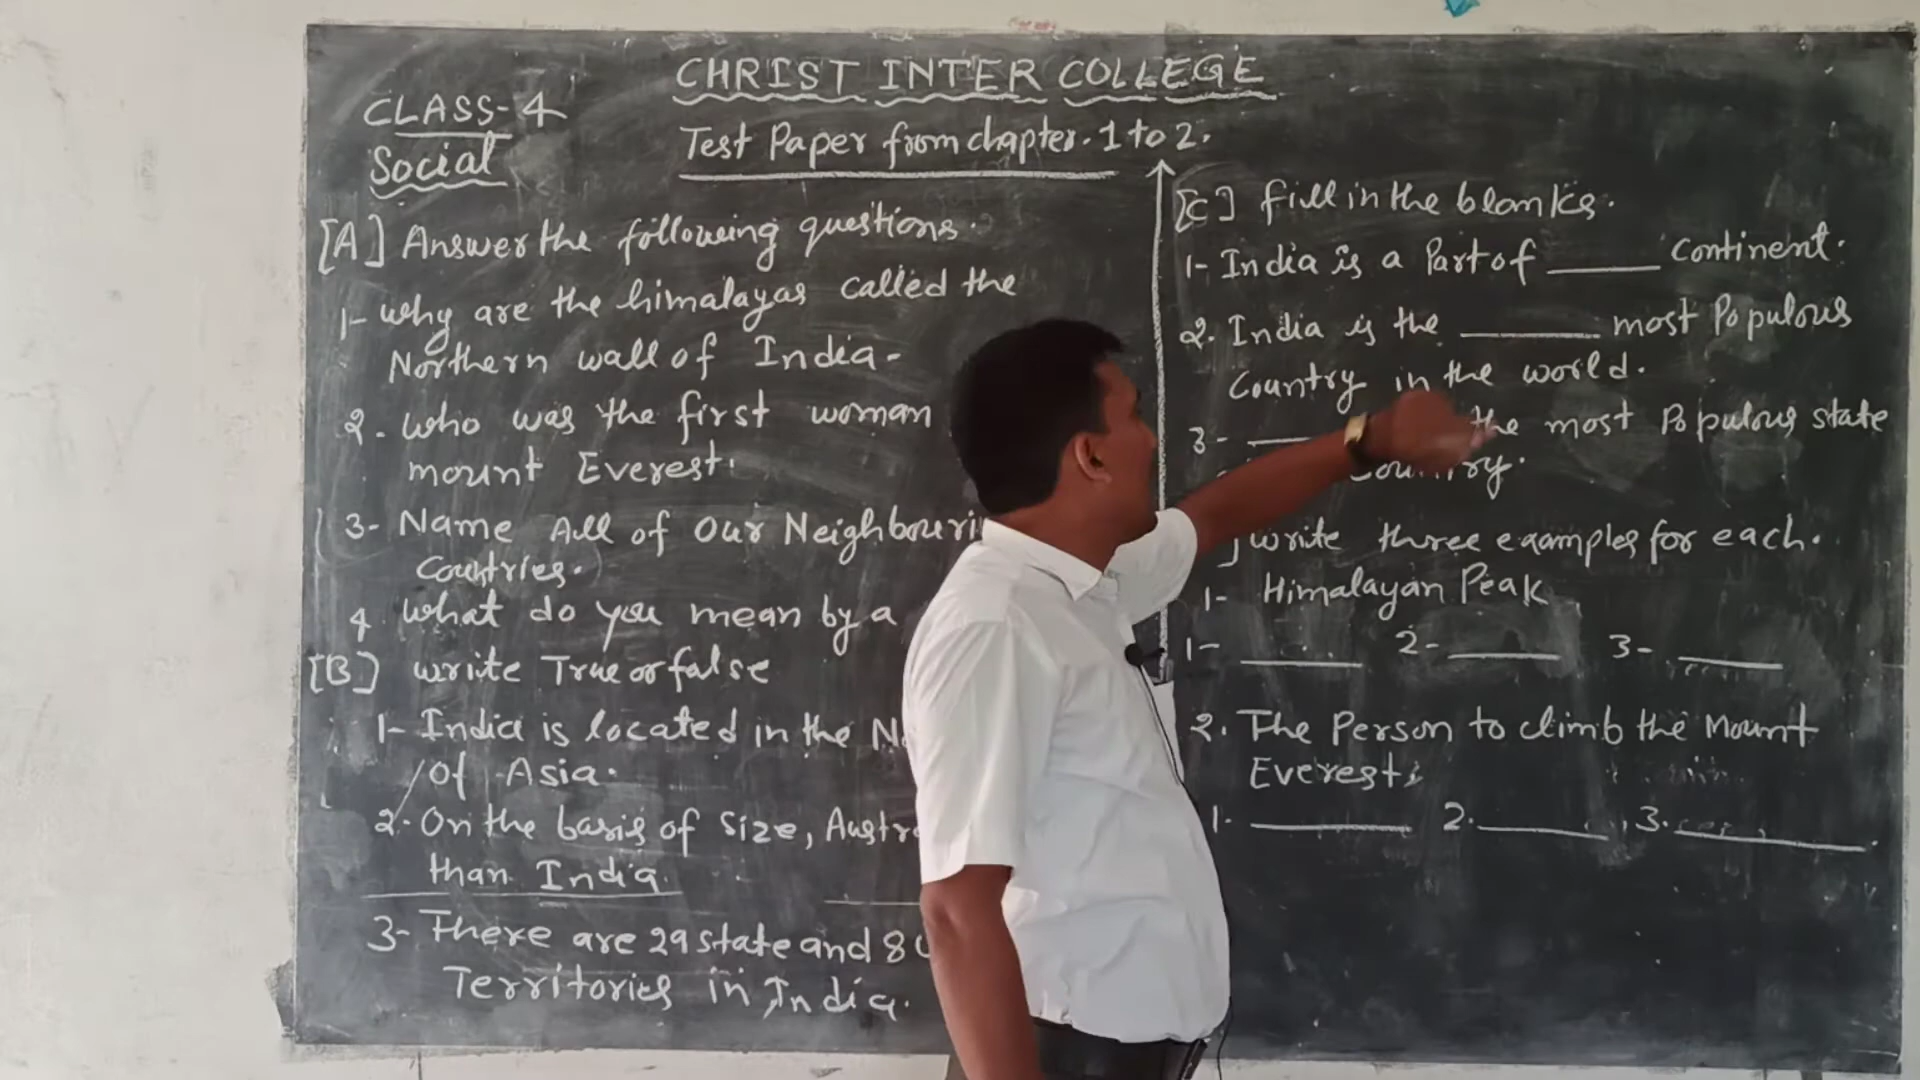 CHRIST INTER COLLEGE
CLASS-4
Social
Test Paper from chapter. 1 to 2.
[A] Answer the following questions.
1- why are the himalayas called the
Northern wall of India-
2. who was the first woman
mount Everest.
3- Name All of Our Neighbouri
Countries.
4. what do you mean by a
[B] write True or false
1- India is located in the N
of Asia.
2. On the basis of Size, Austr
than India
3- There are 29 state and 8 U
Territories in India.
[C] fill in the blanks.
1- India is a Part of ______ Continent.
2. India is the ______ most Populous
Country in the world.
3- ___ the most Populous state
Country.
] write three examples for each.
1- Himalayan Peak
1- ______ 2- ______ 3- ______
2. The Person to climb the Mount
Everest.
1. ______ 2. ______ 3. ______